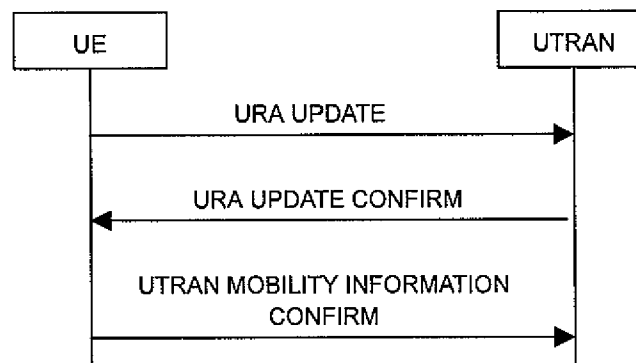 UE
UTRAN
URA UPDATE
URA UPDATE CONFIRM
UTRAN MOBILITY INFORMATION
CONFIRM